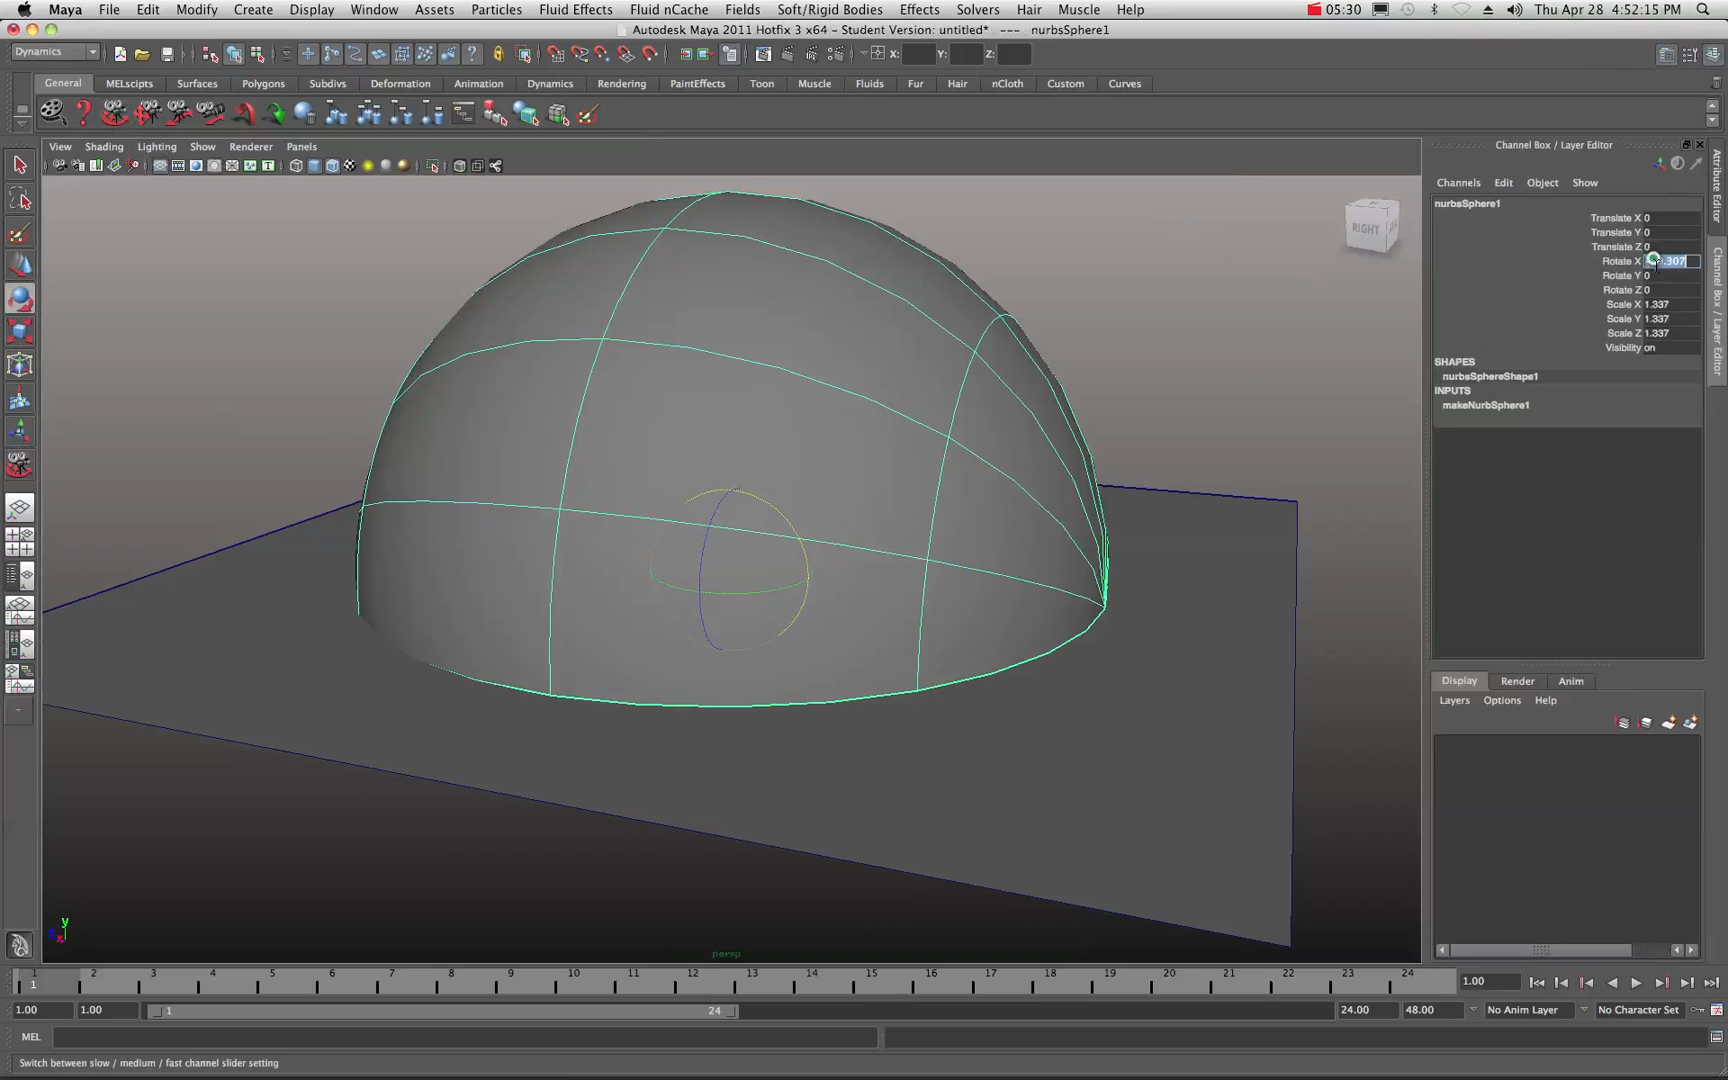 Maya File Edit Modify Create Display Window Assets Particles Fluid Effects Fluid nCache Fields Soft/Rigid Bodies Effects Solvers Hair Muscle Help 05:30 Thu Apr 28 4:52:15 PM
Autodesk Maya 2011 Hotfix 3 x64 - Student Version: untitled* --- nurbsSphere1
Dynamics X: Y: Z:
General MELscipts Surfaces Polygons Subdivs Deformation Animation Dynamics Rendering PaintEffects Toon Muscle Fluids Fur Hair nCloth Custom Curves
View Shading Lighting Show Renderer Panels
Channel Box / Layer Editor
Channels Edit Object Show
nurbsSphere1
Translate X 0
Translate Y 0
Translate Z 0
Rotate X .307
Rotate Y 0
Rotate Z 0
Scale X 1.337
Scale Y 1.337
Scale Z 1.337
Visibility on
SHAPES
nurbsSphereShape1
INPUTS
makeNurbSphere1
Attribute Editor
Channel Box / Layer Editor
RIGHT
Display Render Anim
Layers Options Help
y
z x
persp
1 2 3 4 5 6 7 8 9 10 11 12 13 14 15 16 17 18 19 20 21 22 23 24 1.00
1
1.00 1.00 1 24 24.00 48.00 No Anim Layer No Character Set
MEL
Switch between slow / medium / fast channel slider setting